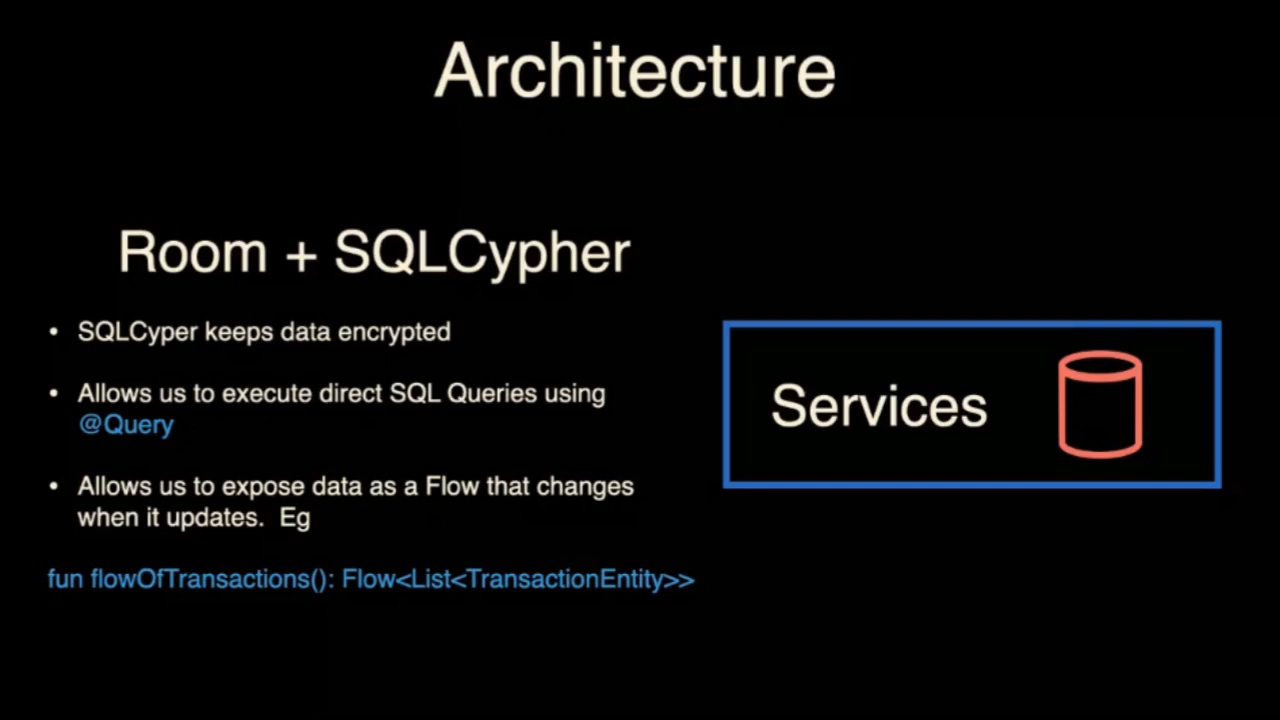 Architecture
Room + SQLCypher
• SQLCyper keeps data encrypted
• Allows us to execute direct SQL Queries using
@Query
• Allows us to expose data as a Flow that changes
when it updates.  Eg
fun flowOfTransactions(): Flow<List<TransactionEntity>>
Services